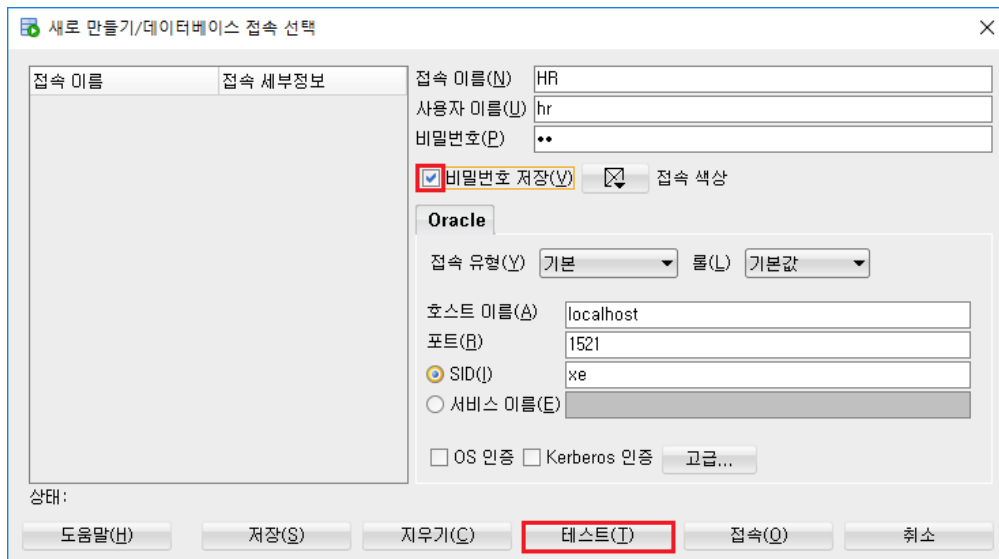 새로 만들기/데이터베이스 접속 선택
접속 이름 접속 세부정보
접속 이름(N) HR
사용자 이름(U) hr
비밀번호(P) ••
비밀번호 저장(V) 접속 색상
Oracle
접속 유형(Y) 기본 롤(L) 기본값
호스트 이름(A) localhost
포트(R) 1521
SID(I) xe
서비스 이름(E)
OS 인증 Kerberos 인증 고급...
상태:
도움말(H) 저장(S) 지우기(C) 테스트(T) 접속(O) 취소